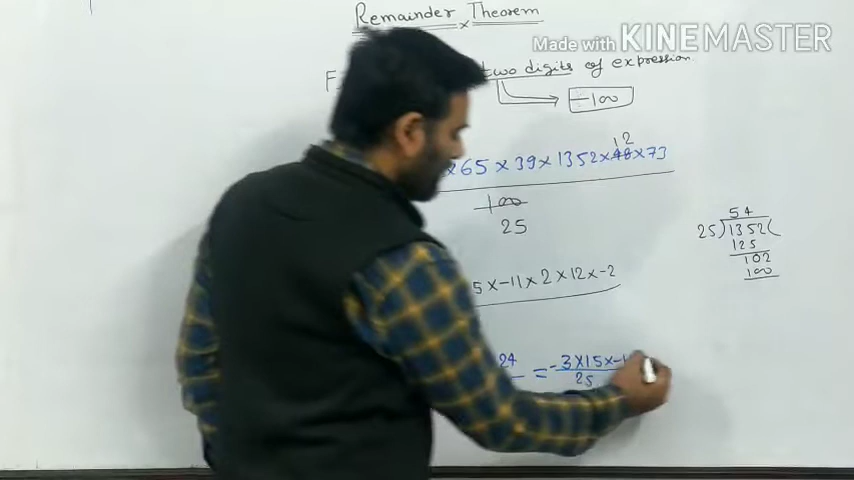 Remainder Theorem
×
Made with KINEMASTER
two digits of expression
100
12
×65 × 39 × 1352 × 48 × 73
100
25
54
25)1352(
125
102
100
5 × -11 × 2 × 12 × -2
24 = -3 × 15 × -1
25